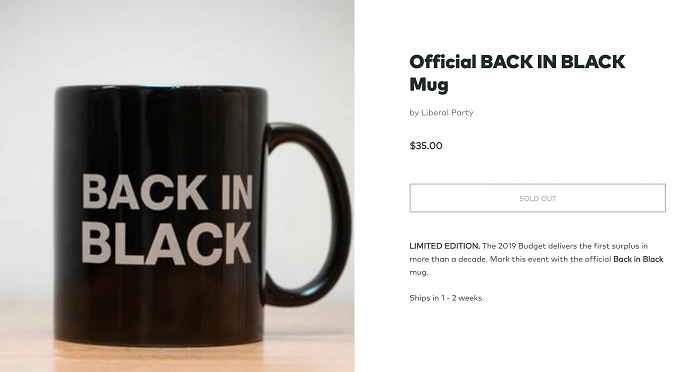 BACK IN
BLACK
Official BACK IN BLACK
Mug
by Liberal Party
$35.00
SOLD OUT
LIMITED EDITION. The 2019 Budget delivers the first surplus in
more than a decade. Mark this event with the official Back in Black
mug.
Ships in 1 - 2 weeks.